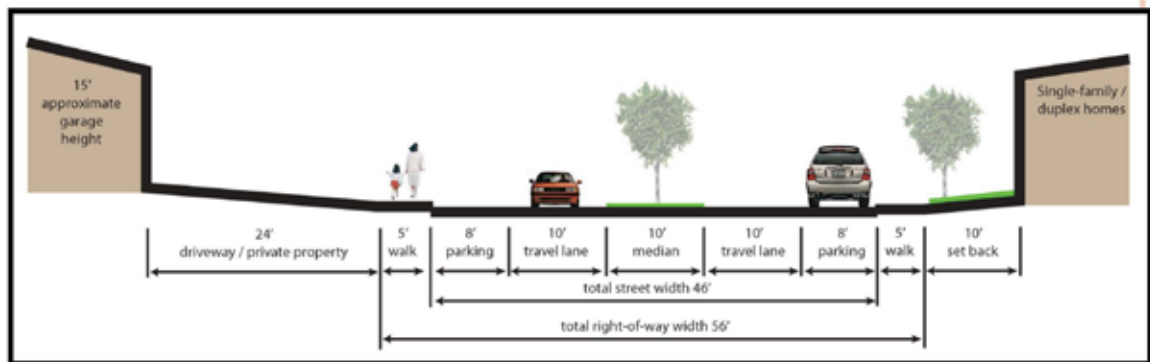 15'
approximate
garage
height
Single-family /
duplex homes
24'
driveway / private property
5'
walk
8'
parking
10'
travel lane
10'
median
10'
travel lane
8'
parking
5'
walk
10'
set back
total street width 46'
total right-of-way width 56'